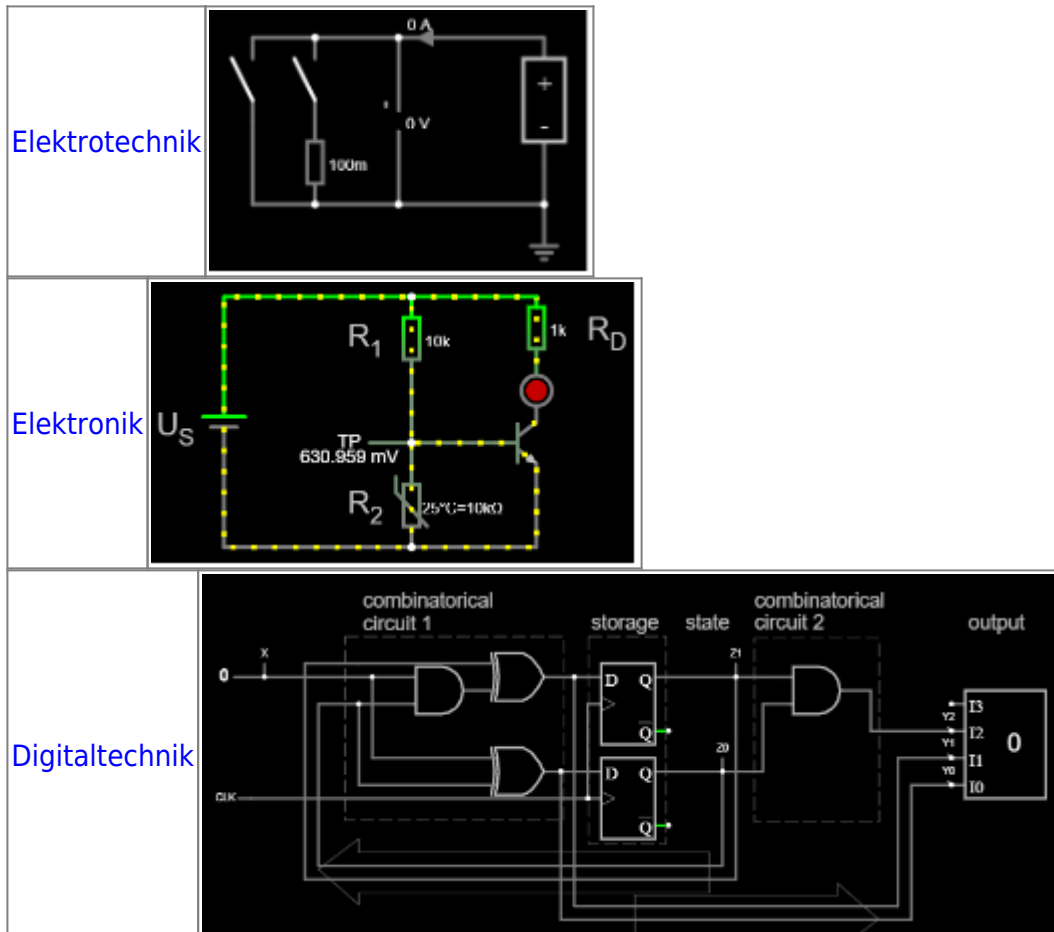 Elektrotechnik
0 A
+
-
0 V
100m
Elektronik
R1
10k
1k
RD
US
TP
630.959 mV
R2
25°C=10kΩ
Digitaltechnik
combinatorical
circuit 1
storage
state
combinatorical
circuit 2
output
X
0
D Q
Q
Z1
D Q
Q
Z0
CLK
Y2
Y1
Y0
I3
I2
I1
I0
0